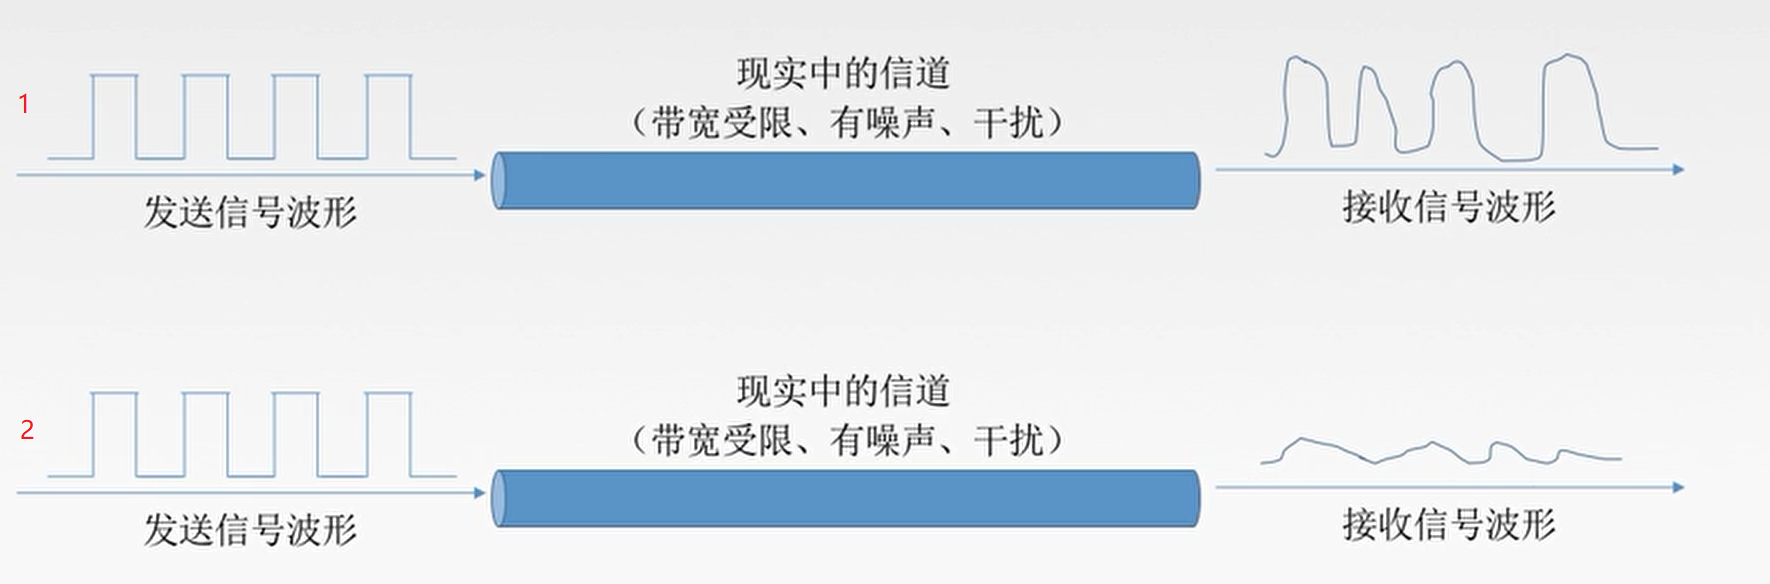 1
现实中的信道
（带宽受限、有噪声、干扰）
发送信号波形
接收信号波形
2
现实中的信道
（带宽受限、有噪声、干扰）
发送信号波形
接收信号波形